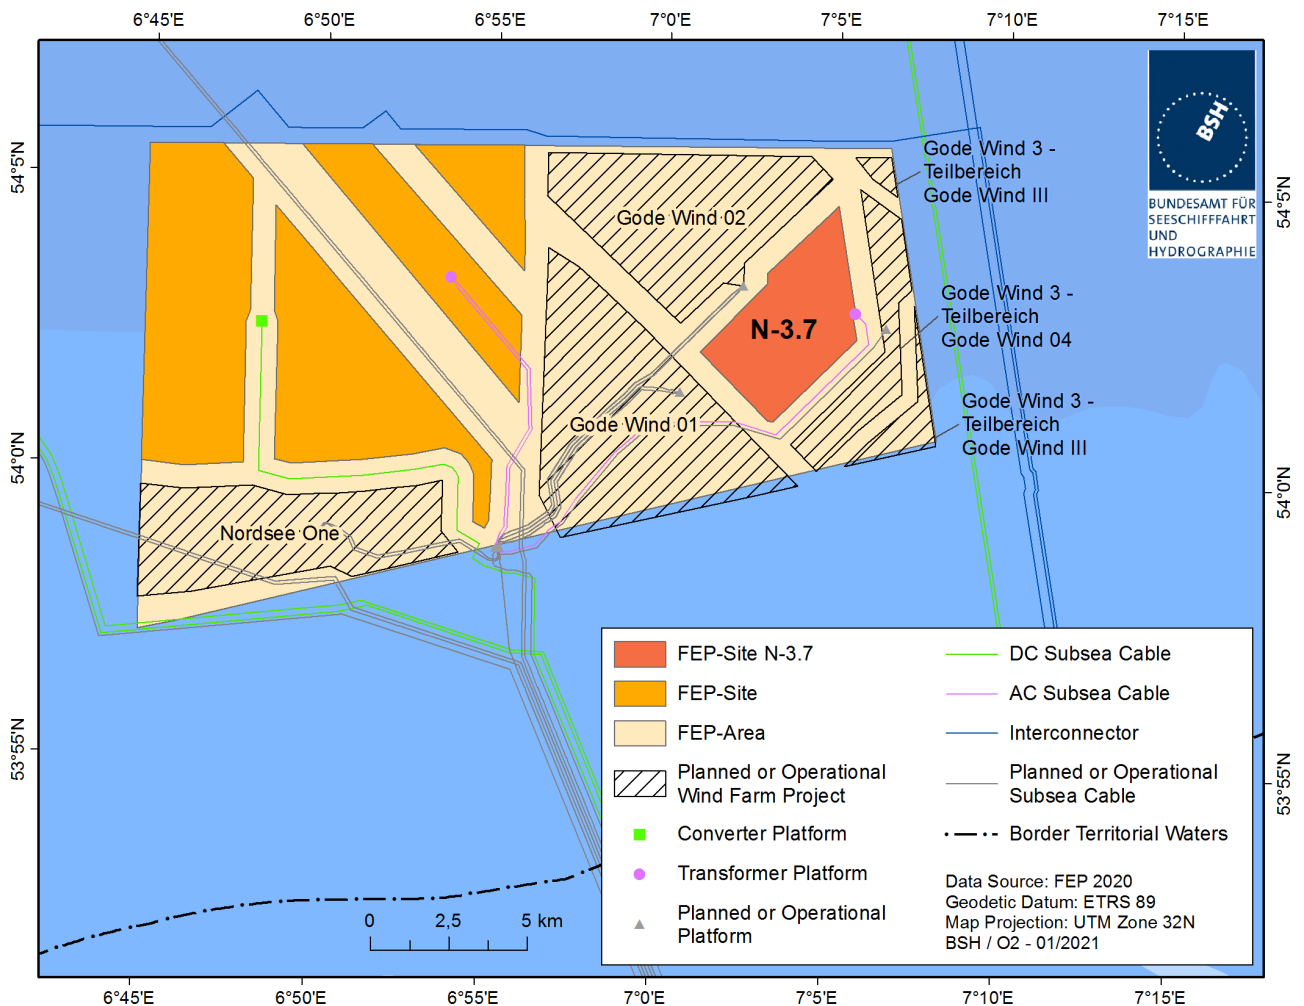 6°45'E 6°50'E 6°55'E 7°0'E 7°5'E 7°10'E 7°15'E
54°5'N
54°0'N
53°55'N
54°5'N
54°0'N
53°55'N
BSH
BUNDESAMT FÜR
SEESCHIFFFAHRT
UND
HYDROGRAPHIE
Gode Wind 3 -
Teilbereich
Gode Wind III
Gode Wind 02
Gode Wind 3 -
Teilbereich
Gode Wind 04
N-3.7
Gode Wind 3 -
Teilbereich
Gode Wind III
Gode Wind 01
Nordsee One
FEP-Site N-3.7
FEP-Site
FEP-Area
Planned or Operational
Wind Farm Project
Converter Platform
Transformer Platform
Planned or Operational
Platform
DC Subsea Cable
AC Subsea Cable
Interconnector
Planned or Operational
Subsea Cable
Border Territorial Waters
Data Source: FEP 2020
Geodetic Datum: ETRS 89
Map Projection: UTM Zone 32N
BSH / O2 - 01/2021
0 2,5 5 km
6°45'E 6°50'E 6°55'E 7°0'E 7°5'E 7°10'E 7°15'E